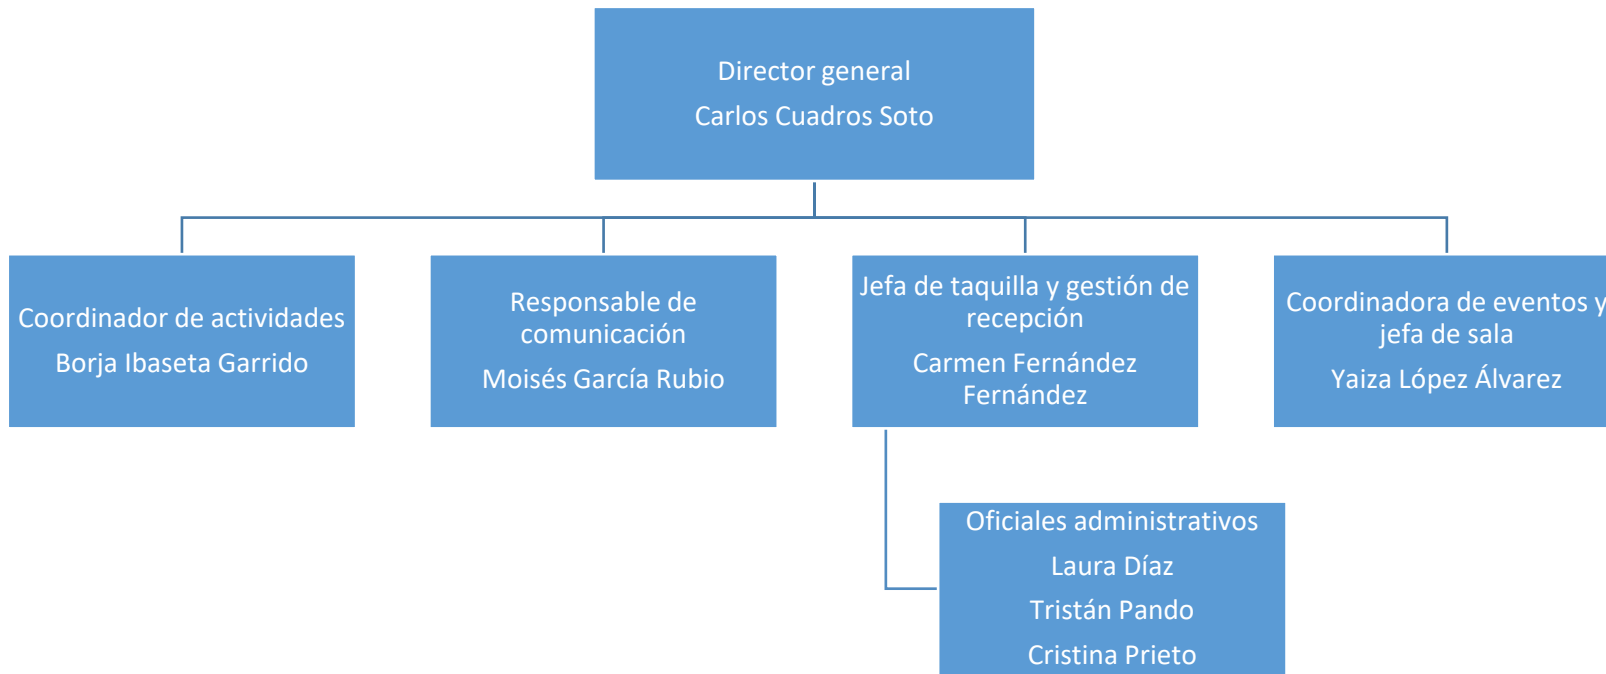 Director general
Carlos Cuadros Soto
Coordinador de actividades
Borja Ibaseta Garrido
Responsable de
comunicación
Moisés García Rubio
Jefa de taquilla y gestión de
recepción
Carmen Fernández
Fernández
Coordinadora de eventos y
jefa de sala
Yaiza López Álvarez
Oficiales administrativos
Laura Díaz
Tristán Pando
Cristina Prieto